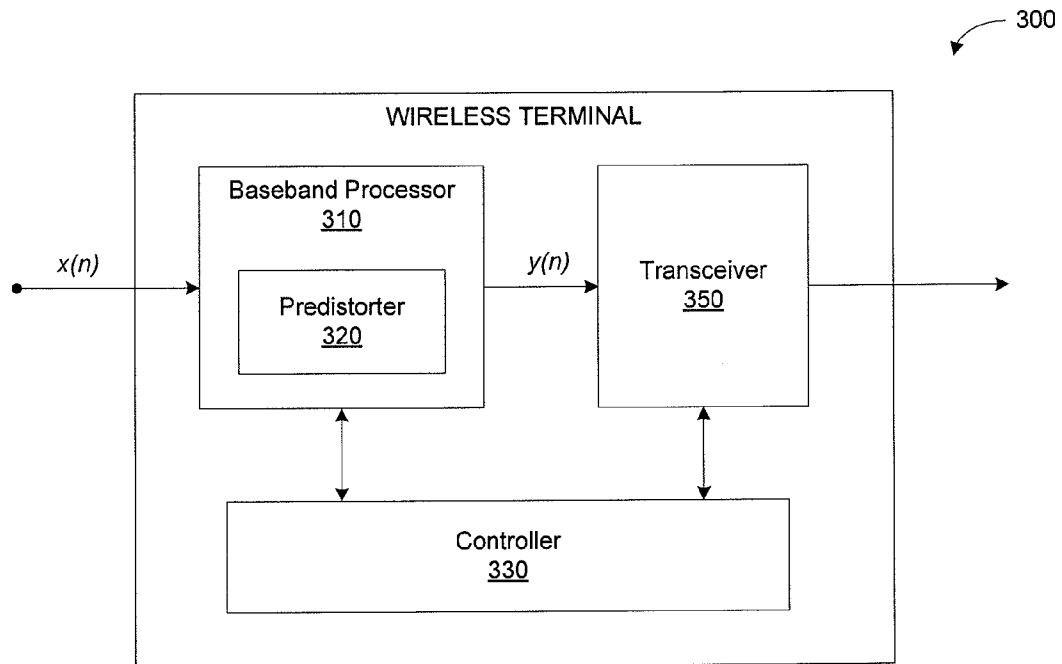 300
WIRELESS TERMINAL
Baseband Processor
310
Predistorter
320
x(n)
y(n)
Transceiver
350
Controller
330